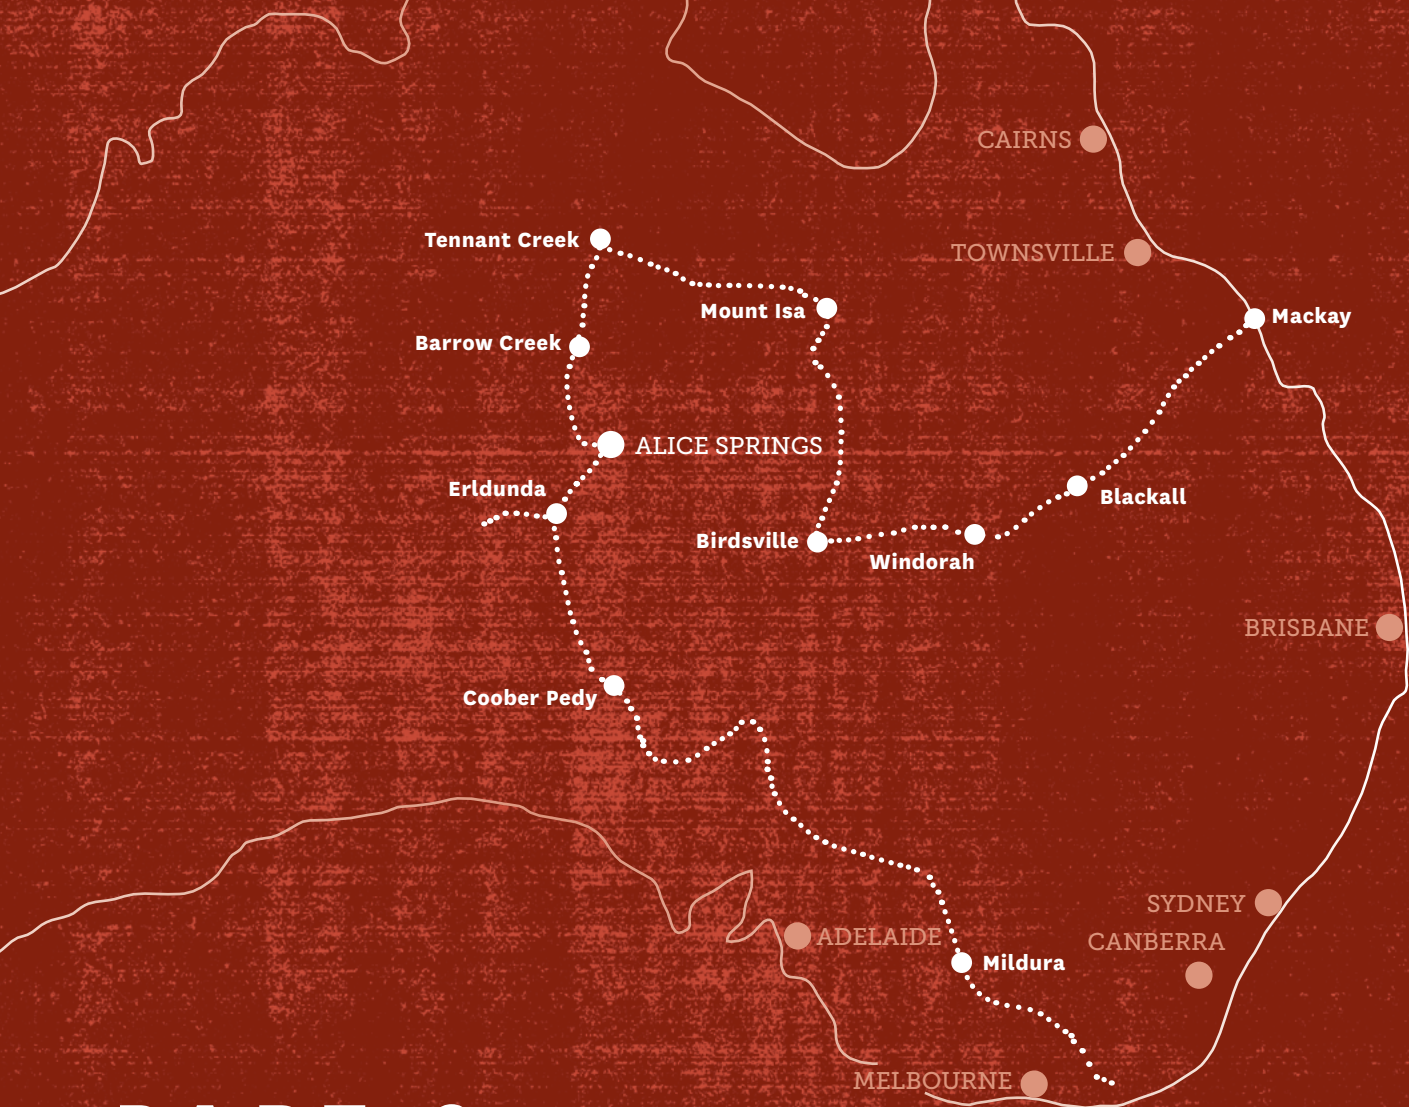 CAIRNS
Tennant Creek
TOWNSVILLE
Mount Isa
Mackay
Barrow Creek
ALICE SPRINGS
Erldunda
Blackall
Birdsville
Windorah
BRISBANE
Coober Pedy
SYDNEY
ADELAIDE
CANBERRA
Mildura
MELBOURNE